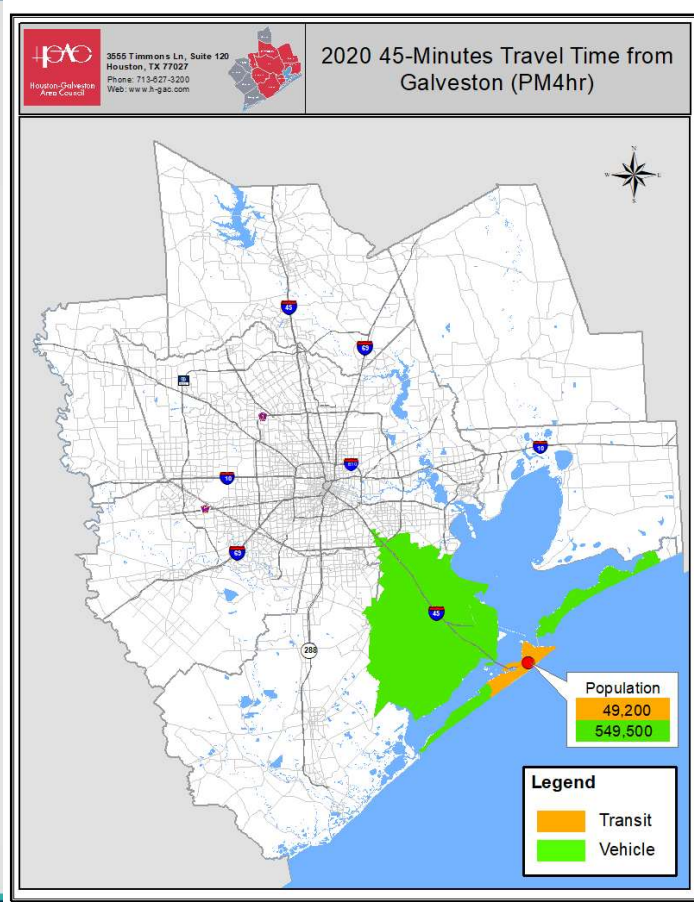 H-GAC
Houston-Galveston
Area Council
3555 Timmons Ln, Suite 120
Houston, TX 77027
Phone: 713-627-3200
Web: www.h-gac.com
2020 45-Minutes Travel Time from
Galveston (PM4hr)
N
W E
S
45
69
10
610
10
69
45
288
Population
49,200
549,500
Legend
Transit
Vehicle